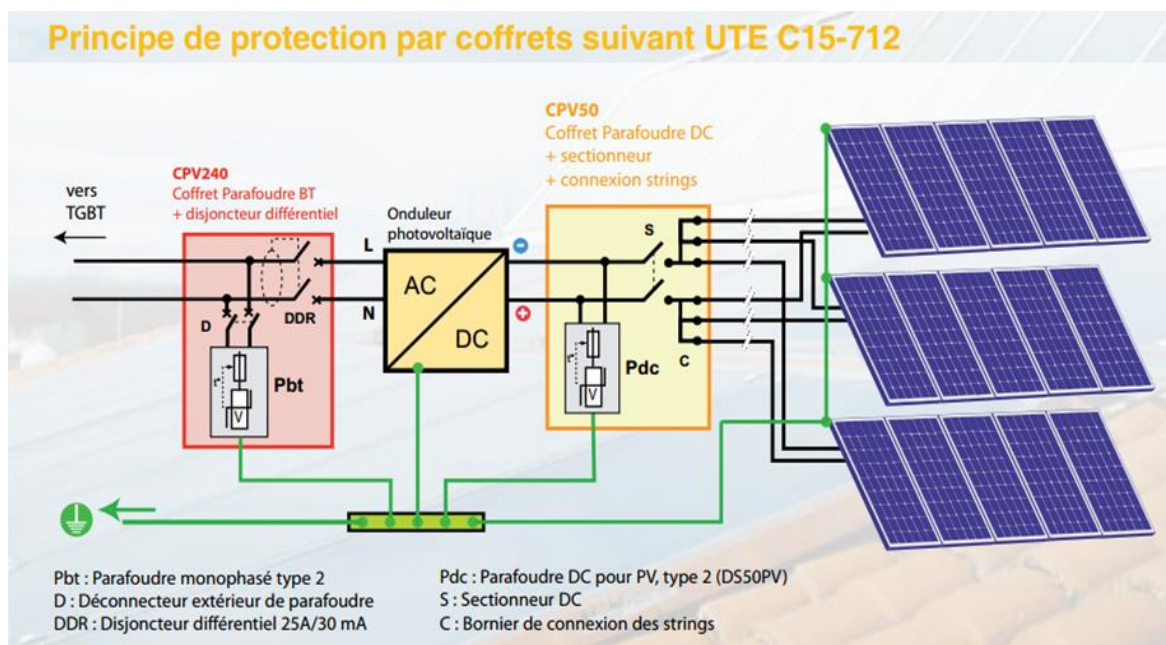 Principe de protection par coffrets suivant UTE C15-712
CPV50
Coffret Parafoudre DC
+ sectionneur
+ connexion strings
CPV240
Coffret Parafoudre BT
+ disjoncteur différentiel
vers
TGBT
Onduleur
photovoltaïque
L
N
AC
DC
S
D
DDR
Pbt
V
Pdc
V
C
Pbt : Parafoudre monophasé type 2
D : Déconnecteur extérieur de parafoudre
DDR : Disjoncteur différentiel 25A/30 mA
Pdc : Parafoudre DC pour PV, type 2 (DS50PV)
S : Sectionneur DC
C : Bornier de connexion des strings